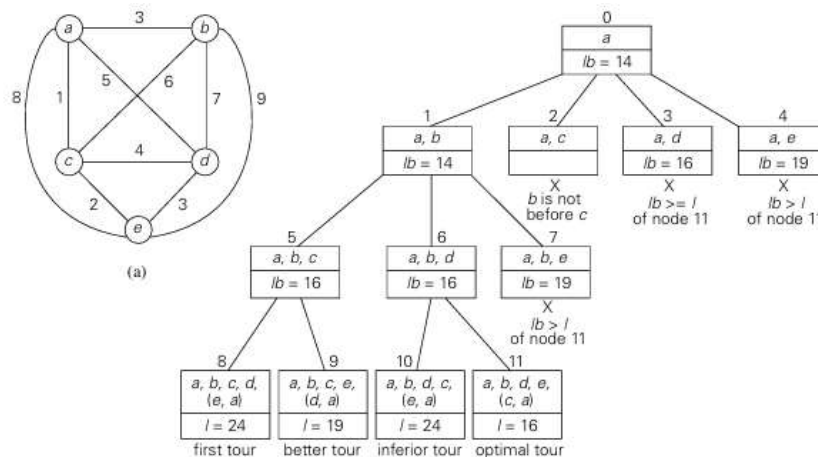 3
a
b
5
6
8
1
7
9
c
4
d
2
3
e
(a)
0
a
lb = 14
1
2
3
4
a, b
a, c
a, d
a, e
lb = 14
lb = 16
lb = 19
X
X
X
b is not
before c
lb >= l
of node 11
lb > l
of node 11
5
6
7
a, b, c
a, b, d
a, b, e
lb = 16
lb = 16
lb = 19
X
lb > l
of node 11
8
9
10
11
a, b, c, d,
(e, a)
a, b, c, e,
(d, a)
a, b, d, c,
(e, a)
a, b, d, e,
(c, a)
l = 24
l = 19
l = 24
l = 16
first tour
better tour
inferior tour
optimal tour